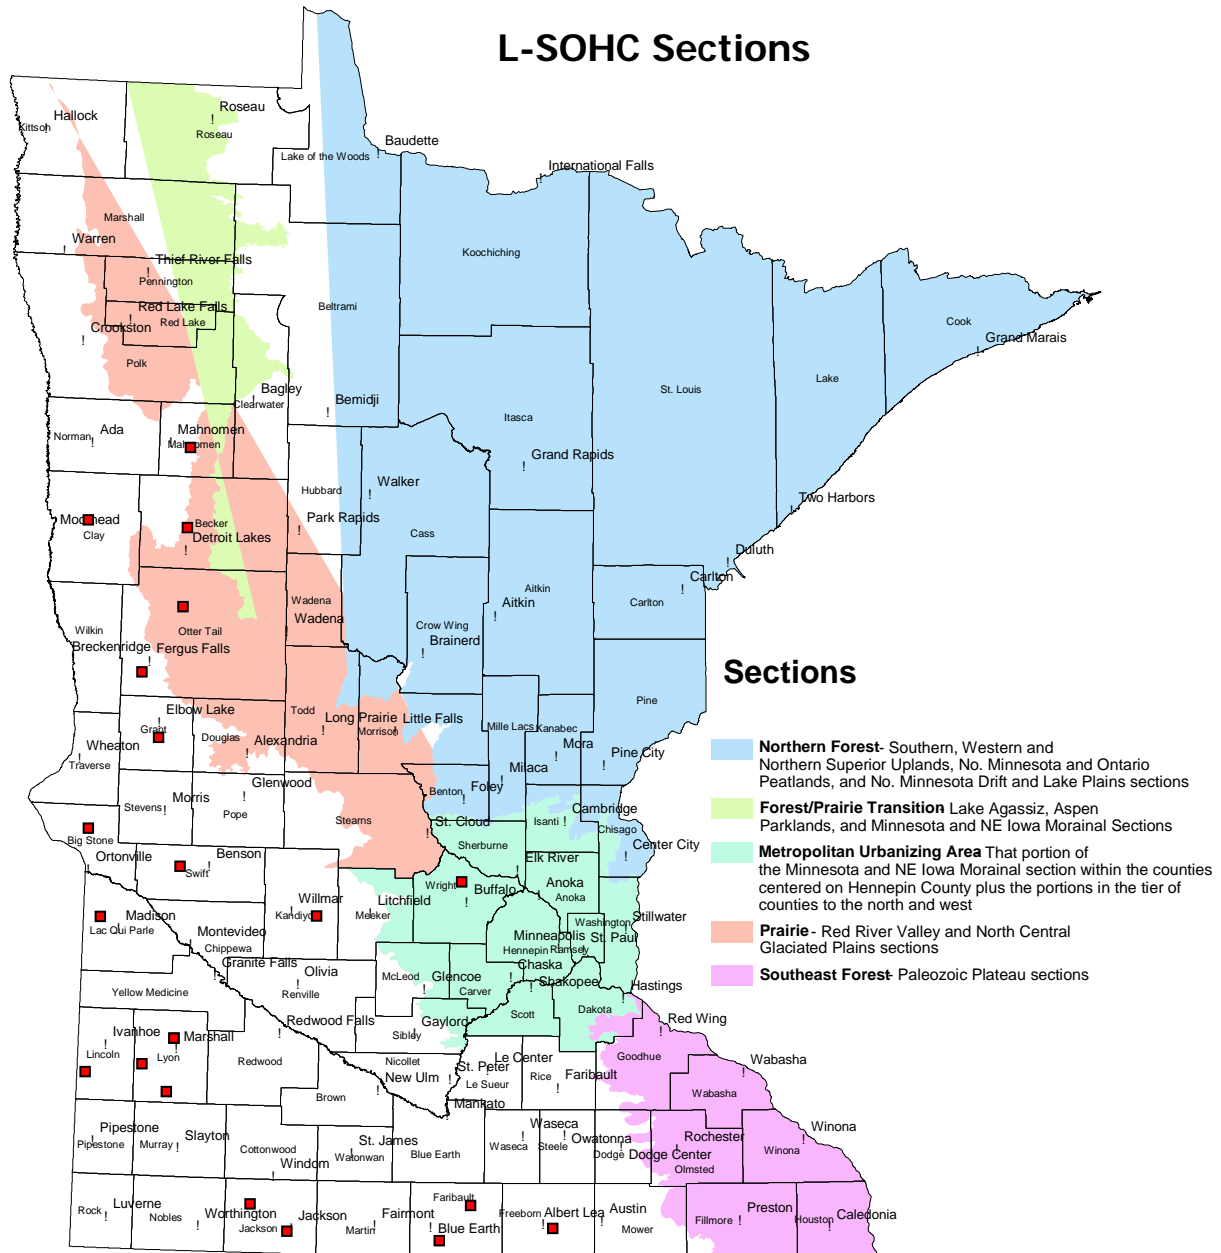 L-SOHC Sections
Roseau
Hallock
Kittson
Roseau
Baudette
Lake of the Woods
International Falls
Marshall
Warren
Koochiching
Thief River Falls
Pennington
Red Lake Falls
Beltrami
Red Lake
Crookston
Cook
Grand Marais
Polk
Lake
St. Louis
Bagley
Clearwater
Bemidji
Itasca
Ada
Norman
Mahnomen
Mahnomen
Grand Rapids
Walker
Hubbard
Two Harbors
Moorhead
Clay
Becker
Detroit Lakes
Park Rapids
Cass
Duluth
Carlton
Aitkin
Aitkin
Carlton
Wadena
Wadena
Wilkin
Otter Tail
Crow Wing
Brainerd
Breckenridge
Fergus Falls
Sections
Pine
Elbow Lake
Grant
Todd
Long Prairie
Little Falls
Morrison
Mille Lacs
Kanabec
Douglas
Alexandria
Wheaton
Traverse
Mora
Pine City
Milaca
Northern Forest- Southern, Western and
Northern Superior Uplands, No. Minnesota and Ontario
Peatlands, and No. Minnesota Drift and Lake Plains sections
Glenwood
Benton
Foley
Morris
Stevens
Pope
Forest/Prairie Transition Lake Agassiz, Aspen
Parklands, and Minnesota and NE Iowa Morainal Sections
Stearns
St. Cloud
Isanti
Cambridge
Chisago
Big Stone
Sherburne
Center City
Metropolitan Urbanizing Area That portion of
the Minnesota and NE Iowa Morainal section within the counties
centered on Hennepin County plus the portions in the tier of
counties to the north and west
Ortonville
Benson
Swift
Elk River
Wright
Buffalo
Anoka
Anoka
Willmar
Kandiyohi
Litchfield
Meeker
Madison
Lac Qui Parle
Stillwater
Washington
Prairie - Red River Valley and North Central
Glaciated Plains sections
Montevideo
Chippewa
Minneapolis
St. Paul
Hennepin
Ramsey
Granite Falls
Olivia
Renville
McLeod
Glencoe
Carver
Chaska
Shakopee
Southeast Forest- Paleozoic Plateau sections
Yellow Medicine
Hastings
Scott
Dakota
Red Wing
Redwood Falls
Gaylord
Sibley
Ivanhoe
Marshall
Lincoln
Lyon
Redwood
Nicollet
New Ulm
St. Peter
Le Center
Le Sueur
Rice
Faribault
Goodhue
Wabasha
Wabasha
Brown
Mankato
Pipestone
Pipestone
Murray
Slayton
Cottonwood
Windom
St. James
Watonwan
Blue Earth
Waseca
Waseca
Steele
Owatonna
Dodge
Dodge Center
Rochester
Olmsted
Winona
Winona
Luverne
Rock
Nobles
Worthington
Jackson
Jackson
Fairmont
Martin
Faribault
Blue Earth
Freeborn
Albert Lea
Austin
Mower
Preston
Fillmore
Houston
Caledonia